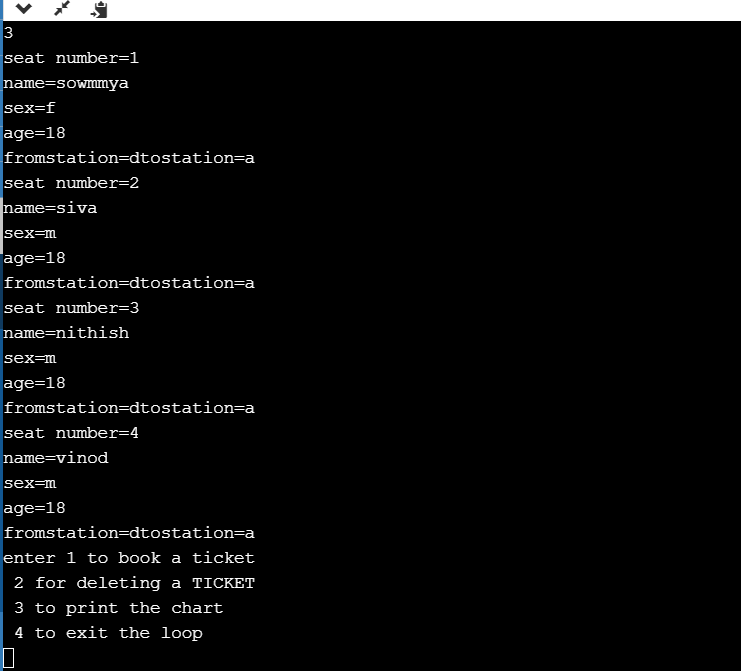 3
seat number=1
name=sowmmya
sex=f
age=18
fromstation=dtostation=a
seat number=2
name=siva
sex=m
age=18
fromstation=dtostation=a
seat number=3
name=nithish
sex=m
age=18
fromstation=dtostation=a
seat number=4
name=vinod
sex=m
age=18
fromstation=dtostation=a
enter 1 to book a ticket
 2 for deleting a TICKET
 3 to print the chart
 4 to exit the loop